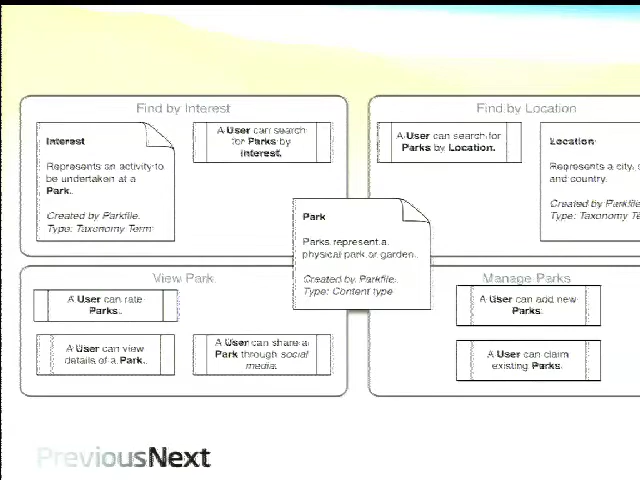 Find by Interest
Interest
Represents an activity to
be undertaken at a
Park.
Created by Parkfile.
Type: Taxonomy Term
A User can search
for Parks by
Interest.
Find by Location
A User can search for
Parks by Location.
Location
Represents a city,
and country.
Created by Parkfile
Type: Taxonomy Te
Park
Parks represent a
physical park or garden.
Created by Parkfile.
Type: Content type
View Park
A User can rate
Parks.
A User can view
details of a Park.
A User can share a
Park through social
media.
Manage Parks
A User can add new
Parks.
A User can claim
existing Parks.
PreviousNext